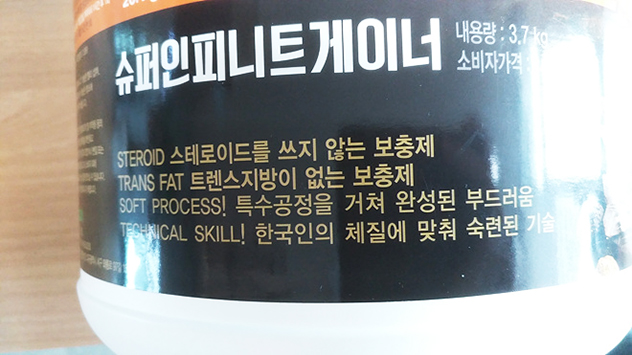 슈퍼인피니트게이너
내용량 : 3.7 kg
소비자가격 :
STEROID 스테로이드를 쓰지 않는 보충제
TRANS FAT 트렌스지방이 없는 보충제
SOFT PROCESS! 특수공정을 거쳐 완성된 부드러움
TECHNICAL SKILL! 한국인의 체질에 맞춰 숙련된 기술